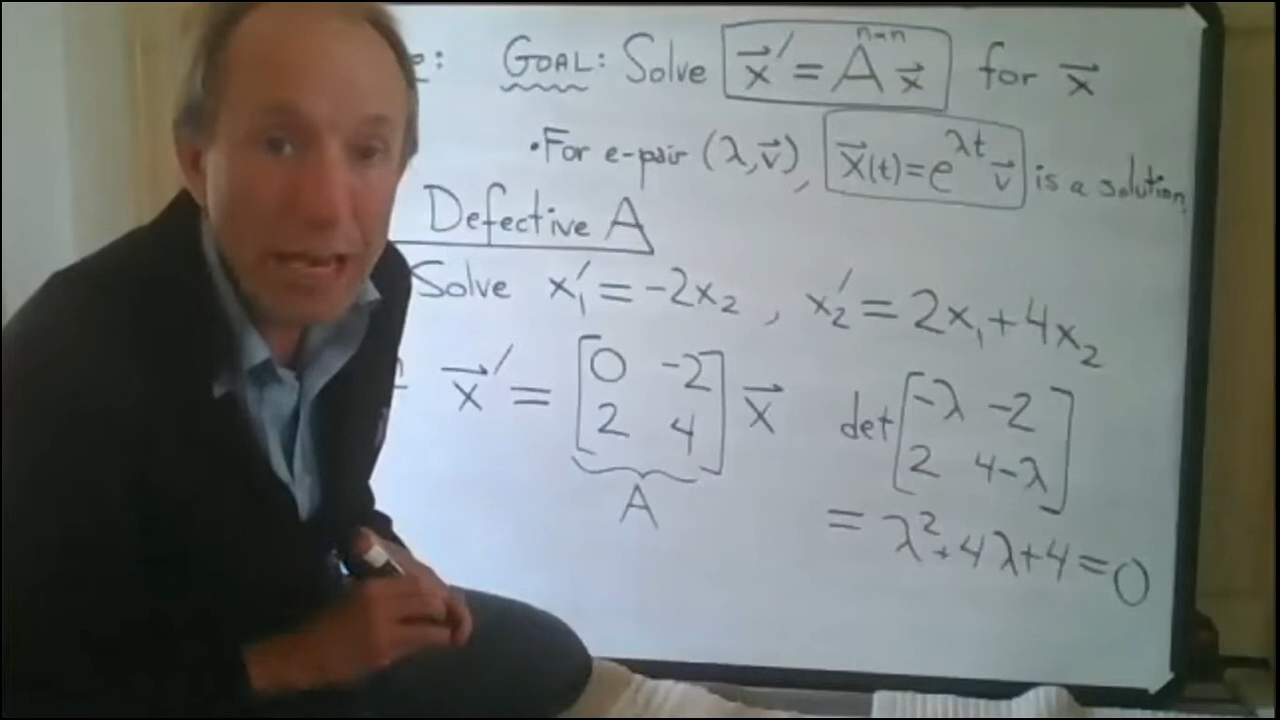 : GOAL: Solve x⃗′ = Aⁿˣⁿ x⃗ for x⃗
• For e-pair (λ, v⃗), x⃗(t) = e^{λt} v⃗ is a solution.
Defective A
Solve x₁′ = -2x₂ , x₂′ = 2x₁ + 4x₂
x⃗′ = [0 -2; 2 4] x⃗
A
det [-λ -2; 2 4-λ]
= λ² + 4λ + 4 = 0